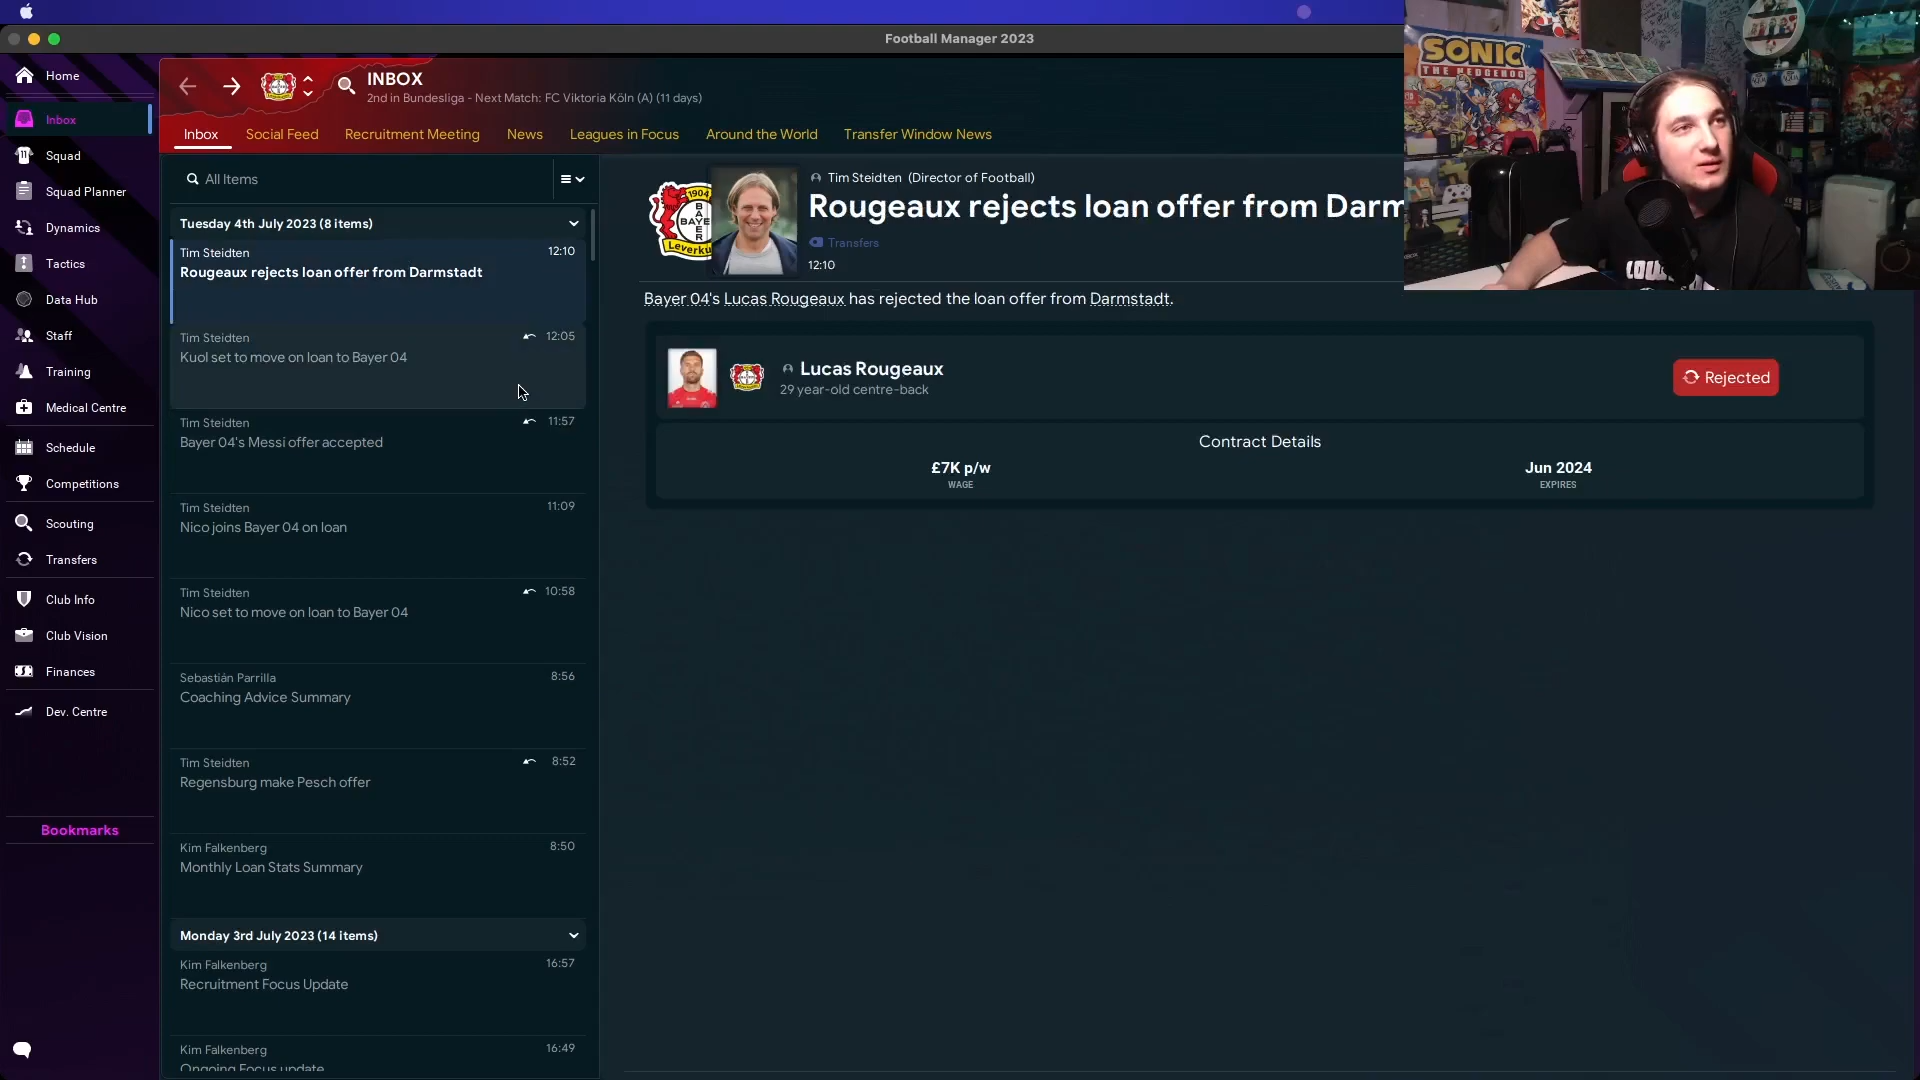 Football Manager 2023
Home
Inbox
Squad
Squad Planner
Dynamics
Tactics
Data Hub
Staff
Training
Medical Centre
Schedule
Competitions
Scouting
Transfers
Club Info
Club Vision
Finances
Dev. Centre
Bookmarks
INBOX
2nd in Bundesliga - Next Match: FC Viktoria Köln (A) (11 days)
Inbox Social Feed Recruitment Meeting News Leagues in Focus Around the World Transfer Window News
All Items
Tuesday 4th July 2023 (8 items)
Tim Steidten 12:10
Rougeaux rejects loan offer from Darmstadt
Tim Steidten 12:05
Kuol set to move on loan to Bayer 04
Tim Steidten 11:57
Bayer 04's Messi offer accepted
Tim Steidten 11:09
Nico joins Bayer 04 on loan
Tim Steidten 10:58
Nico set to move on loan to Bayer 04
Sebastián Parrilla 8:56
Coaching Advice Summary
Tim Steidten 8:52
Regensburg make Pesch offer
Kim Falkenberg 8:50
Monthly Loan Stats Summary
Monday 3rd July 2023 (14 items)
Kim Falkenberg 16:57
Recruitment Focus Update
Kim Falkenberg 16:49
Ongoing Focus update
1904
BAYER
Leverku
Tim Steidten (Director of Football)
Rougeaux rejects loan offer from Darm
Transfers
12:10
Bayer 04's Lucas Rougeaux has rejected the loan offer from Darmstadt.
Lucas Rougeaux
29 year-old centre-back
Rejected
Contract Details
£7K p/w
WAGE
Jun 2024
EXPIRES
SONIC
THE HEDGEHOG